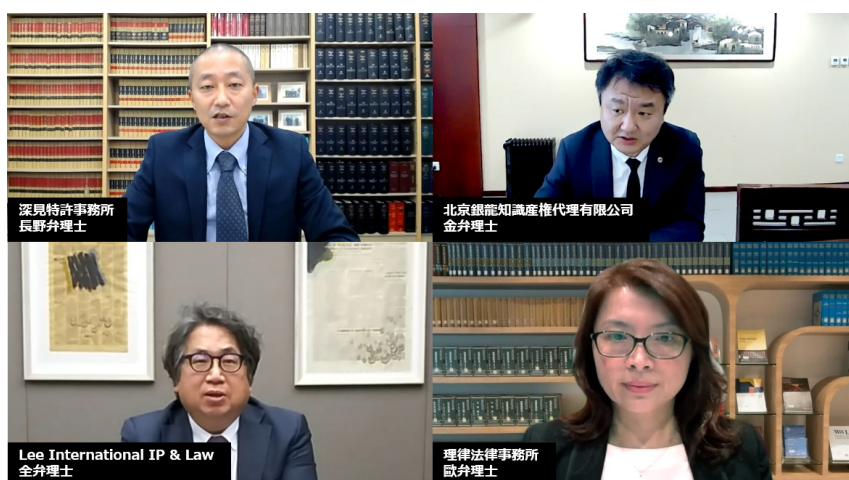 深見特許事務所
長野弁理士
北京銀龍知識産権代理有限公司
金弁理士
Lee International IP & Law
全弁理士
理律法律事務所
歐弁理士